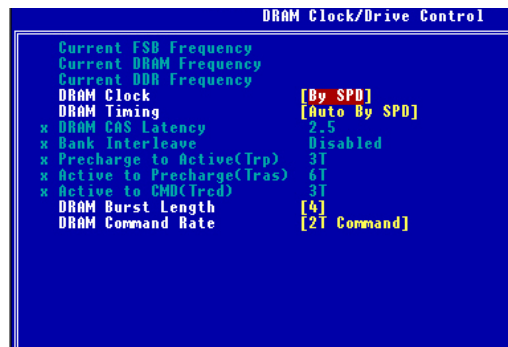 DRAM Clock/Drive Control
Current FSB Frequency
Current DRAM Frequency
Current DDR Frequency
DRAM Clock [By SPD]
DRAM Timing [Auto By SPD]
x DRAM CAS Latency 2.5
x Bank Interleave Disabled
x Precharge to Active(Trp) 3T
x Active to Precharge(Tras) 6T
x Active to CMD(Trcd) 3T
DRAM Burst Length [4]
DRAM Command Rate [2T Command]